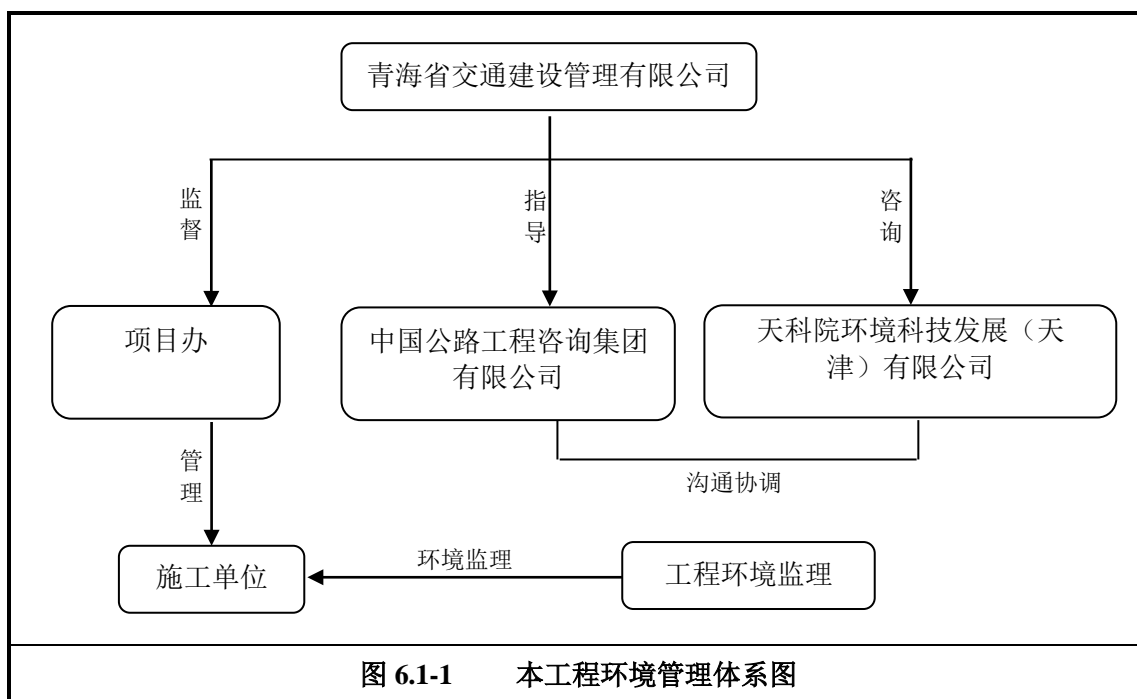 青海省交通建设管理有限公司
监
督
指
导
咨
询
项目办
中国公路工程咨询集团
有限公司
天科院环境科技发展（天
津）有限公司
管
理
沟通协调
施工单位
环境监理
工程环境监理
图 6.1-1 本工程环境管理体系图